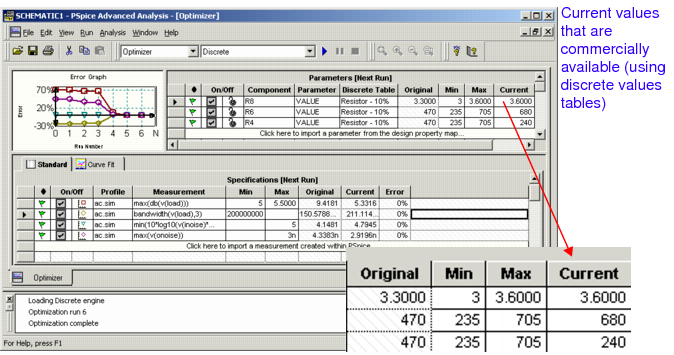 SCHEMATIC1 - PSpice Advanced Analysis - [Optimizer]
File Edit View Run Analysis Window Help
Optimizer Discrete
Current values that are commercially available (using discrete values tables)
Error Graph
Error
70%
20%
-30%
0 1 2 3 4 5 6 N
Run Number
Parameters [Next Run]
On/Off Component Parameter Discrete Table Original Min Max Current
R8 VALUE Resistor - 10% 3.3000 3 3.6000 3.6000
R6 VALUE Resistor - 10% 470 235 705 680
R4 VALUE Resistor - 10% 470 235 705 240
Click here to import a parameter from the design property map...
Standard Curve Fit
Specifications [Next Run]
On/Off Profile Measurement Min Max Original Current Error
ac.sim max(db(v(load))) 5 5.5000 9.4181 5.3316 0%
ac.sim bandwidth(v(load),3) 200000000 150.5788... 211.114... 0%
ac.sim min(10*log10(v(inoise)*... 5 4.1481 4.7945 0%
ac.sim max(v(onoise)) 3n 4.3383n 2.9196n 0%
Click here to import a measurement created within PSpice
Optimizer
Loading Discrete engine
Optimization run 6
Optimization complete
For Help, press F1
Original Min Max Current
3.3000 3 3.6000 3.6000
470 235 705 680
470 235 705 240